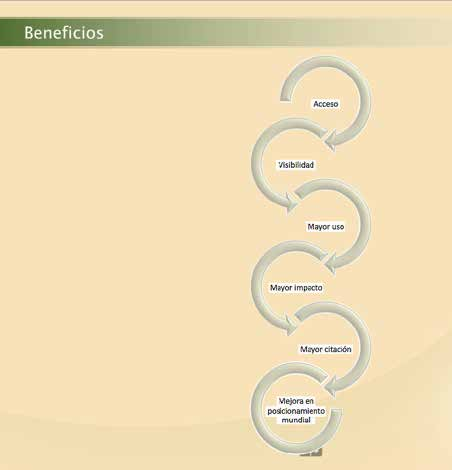 Beneficios
Acceso
Visibilidad
Mayor uso
Mayor impacto
Mayor citación
Mejora en
posicionamiento
mundial